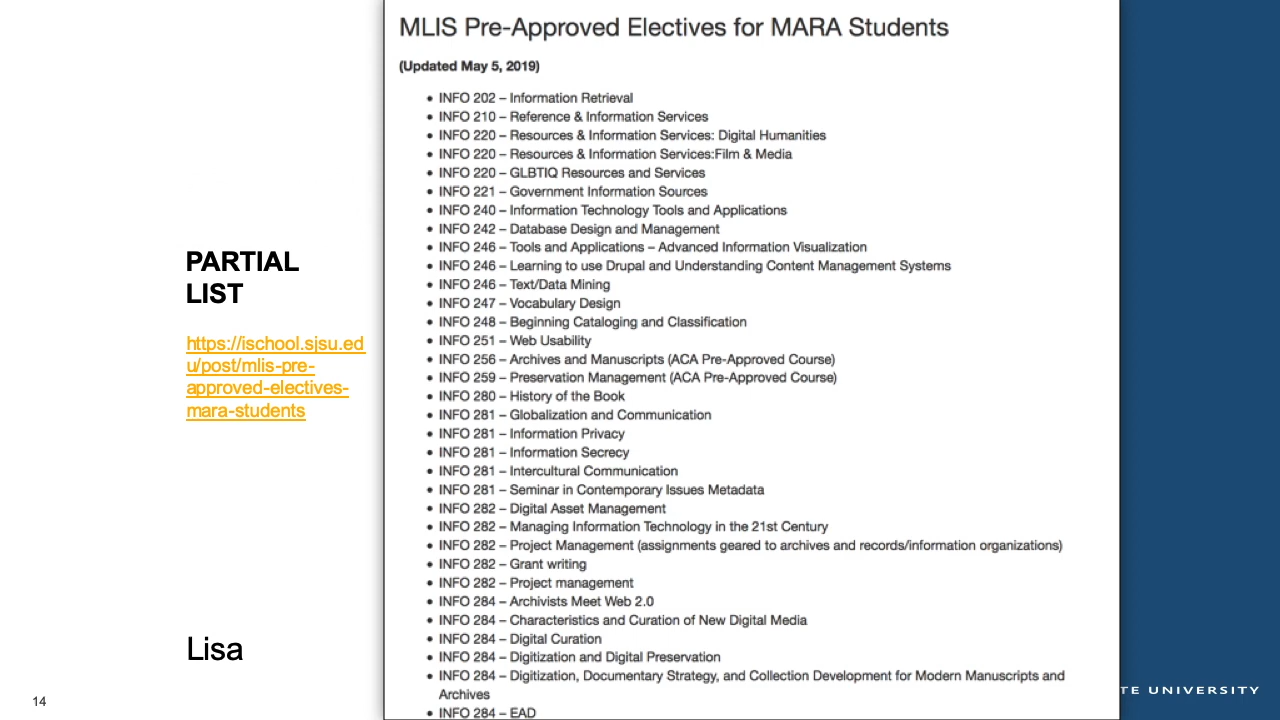 MLIS Pre-Approved Electives for MARA Students
(Updated May 5, 2019)
• INFO 202 – Information Retrieval
• INFO 210 – Reference & Information Services
• INFO 220 – Resources & Information Services: Digital Humanities
• INFO 220 – Resources & Information Services:Film & Media
• INFO 220 – GLBTIQ Resources and Services
• INFO 221 – Government Information Sources
• INFO 240 – Information Technology Tools and Applications
• INFO 242 – Database Design and Management
• INFO 246 – Tools and Applications – Advanced Information Visualization
• INFO 246 – Learning to use Drupal and Understanding Content Management Systems
• INFO 246 – Text/Data Mining
• INFO 247 – Vocabulary Design
• INFO 248 – Beginning Cataloging and Classification
• INFO 251 – Web Usability
• INFO 256 – Archives and Manuscripts (ACA Pre-Approved Course)
• INFO 259 – Preservation Management (ACA Pre-Approved Course)
• INFO 280 – History of the Book
• INFO 281 – Globalization and Communication
• INFO 281 – Information Privacy
• INFO 281 – Information Secrecy
• INFO 281 – Intercultural Communication
• INFO 281 – Seminar in Contemporary Issues Metadata
• INFO 282 – Digital Asset Management
• INFO 282 – Managing Information Technology in the 21st Century
• INFO 282 – Project Management (assignments geared to archives and records/information organizations)
• INFO 282 – Grant writing
• INFO 282 – Project management
• INFO 284 – Archivists Meet Web 2.0
• INFO 284 – Characteristics and Curation of New Digital Media
• INFO 284 – Digital Curation
• INFO 284 – Digitization and Digital Preservation
• INFO 284 – Digitization, Documentary Strategy, and Collection Development for Modern Manuscripts and
Archives
• INFO 284 – EAD
PARTIAL
LIST
https://ischool.sjsu.ed
u/post/mlis-pre-
approved-electives-
mara-students
Lisa
14
TE UNIVERSITY